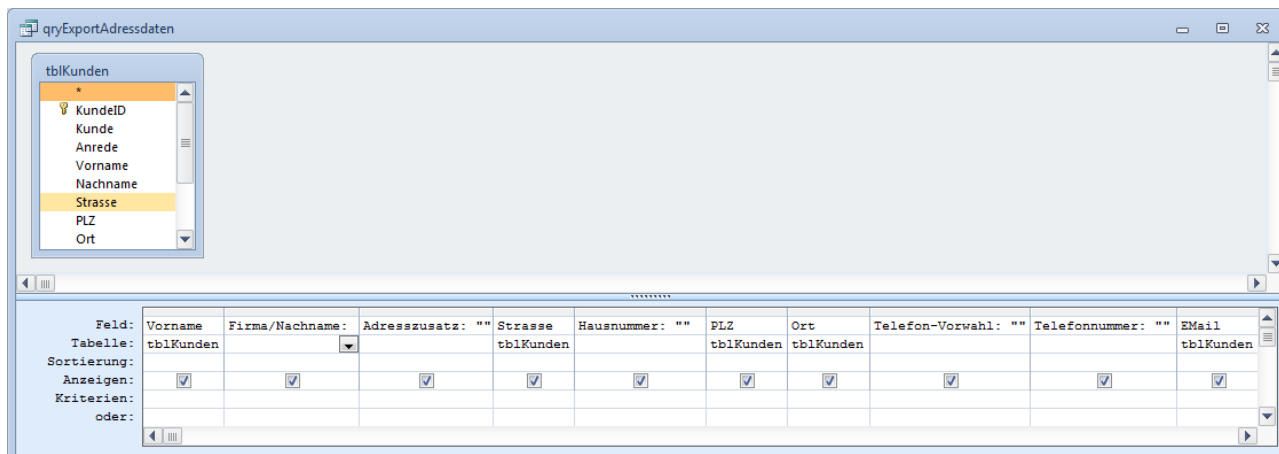 qryExportAdressdaten
tblKunden
*
KundeID
Kunde
Anrede
Vorname
Nachname
Strasse
PLZ
Ort
Feld: Vorname Firma/Nachname: Adresszusatz: "" Strasse Hausnummer: "" PLZ Ort Telefon-Vorwahl: "" Telefonnummer: "" EMail
Tabelle: tblKunden tblKunden tblKunden tblKunden tblKunden
Sortierung:
Anzeigen:
Kriterien:
oder: